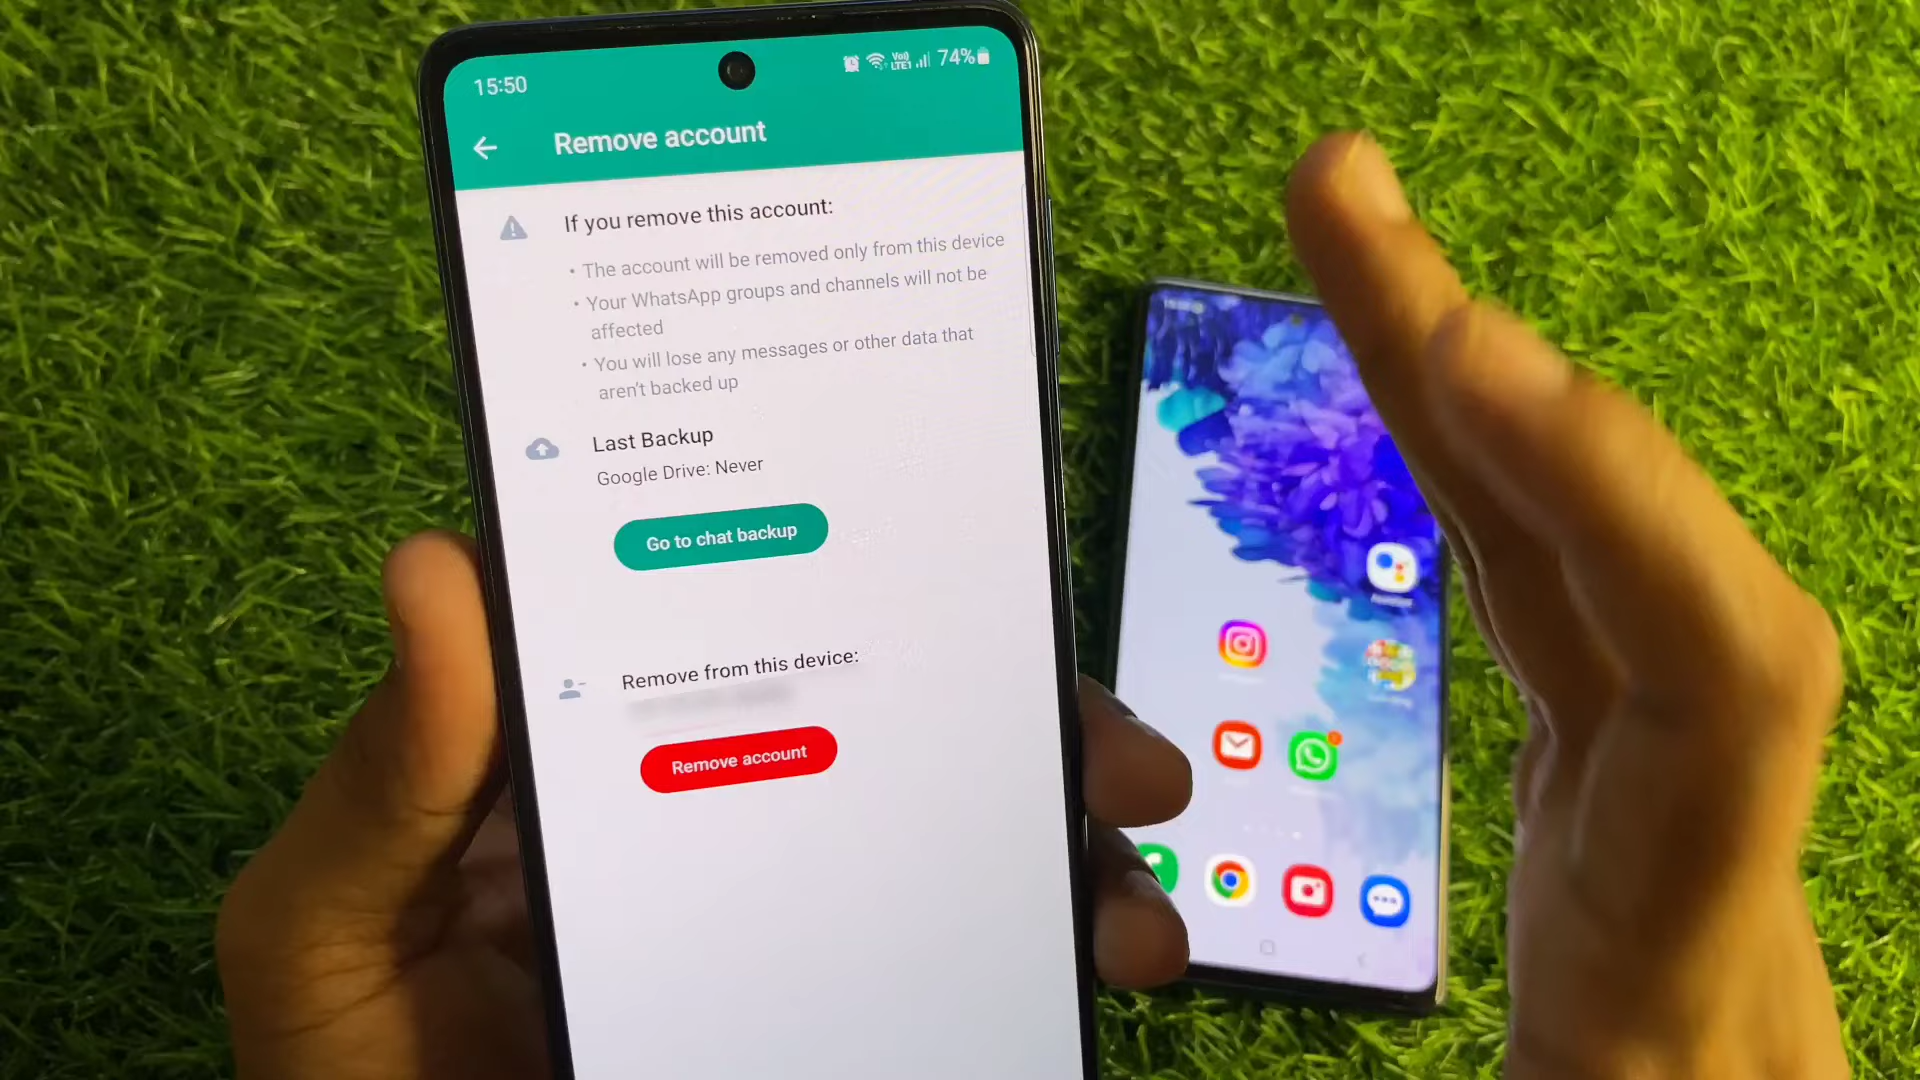 15:50
Vo)) LTE1 74%
Remove account
If you remove this account:
• The account will be removed only from this device
• Your WhatsApp groups and channels will not be
affected
• You will lose any messages or other data that
aren't backed up
Last Backup
Google Drive: Never
Go to chat backup
Remove from this device:
Remove account